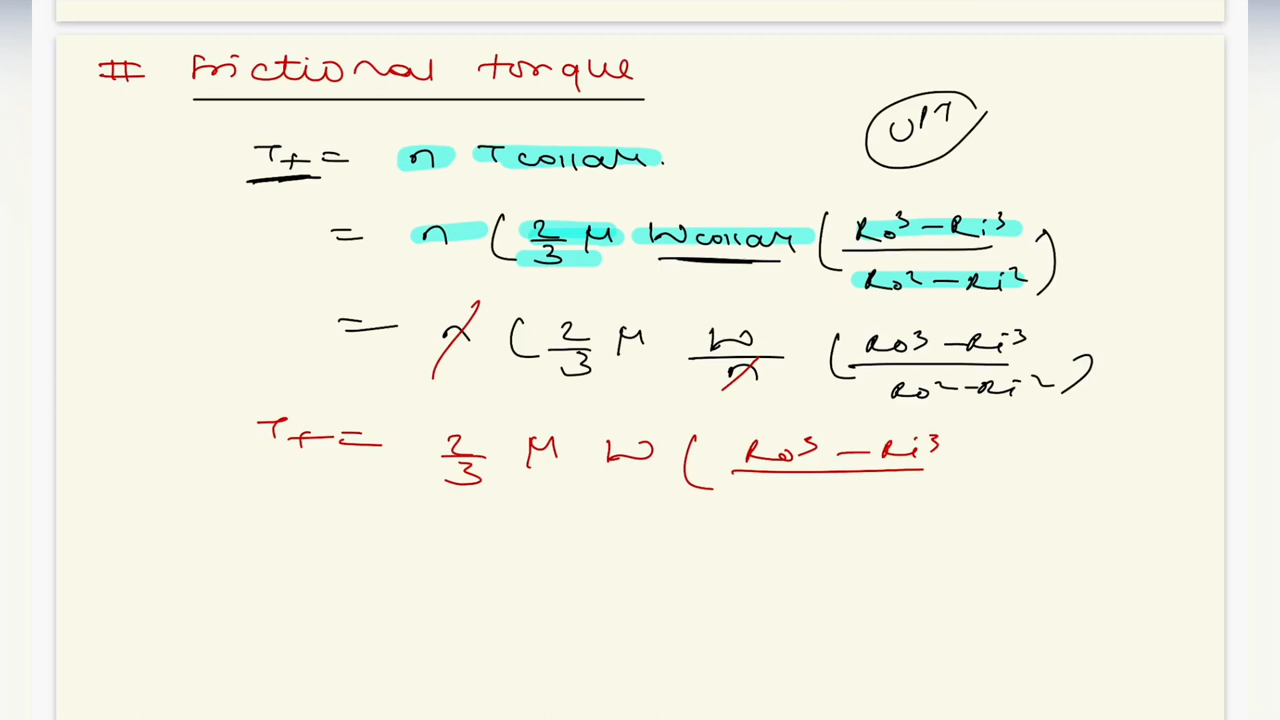 # Frictional torque
UPT
Tf = n Tcollar.
= n ( 2/3 μ Wcollar ( Ro³ – Ri³ / Ro² – Ri² )
= n ( 2/3 μ W/n ( Ro³ – Ri³ / Ro² – Ri² )
Tf = 2/3 μ W ( Ro³ – Ri³